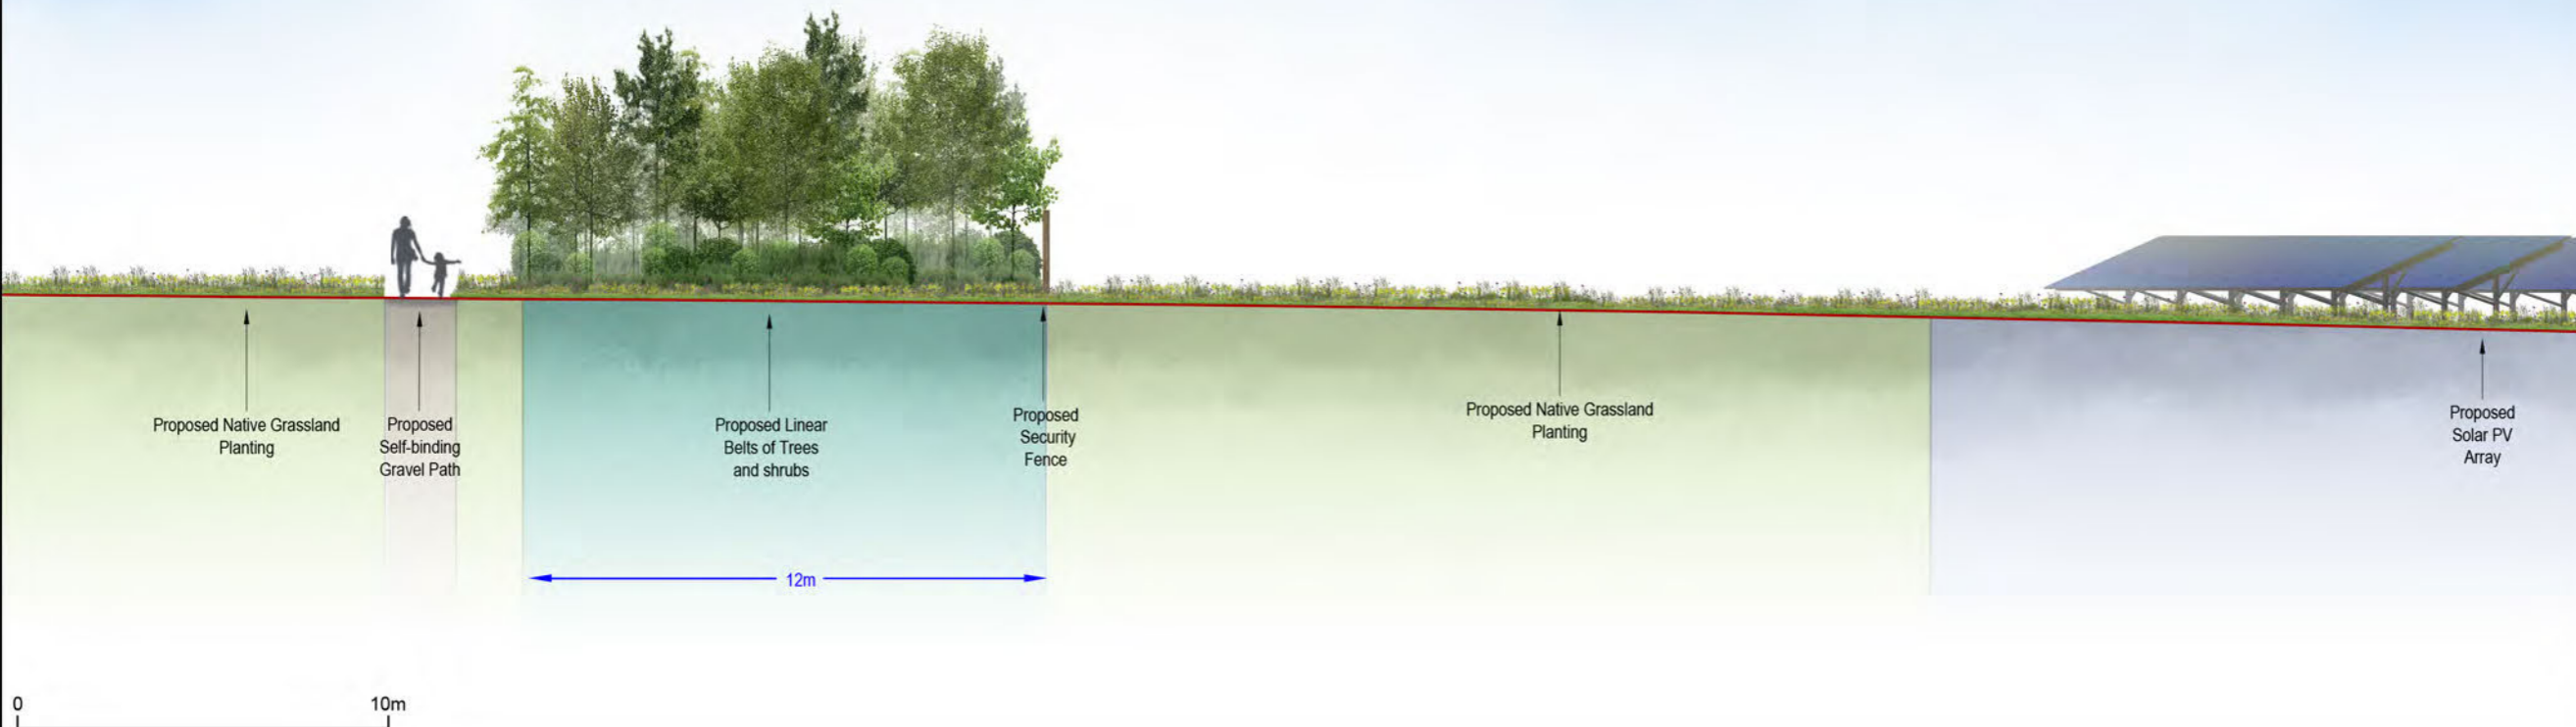 Proposed Native Grassland
Planting
Proposed
Self-binding
Gravel Path
Proposed Linear
Belts of Trees
and shrubs
Proposed
Security
Fence
Proposed Native Grassland
Planting
Proposed
Solar PV
Array
12m
0
10m